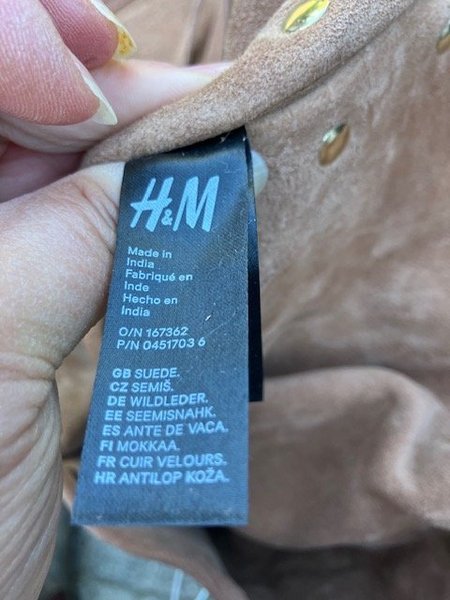 H&M
Made in
India
Fabriqué en
Inde
Hecho en
India
O/N 167362
P/N 0451703 6
GB SUEDE.
CZ SEMIŠ.
DE WILDLEDER.
EE SEEMISNAHK.
ES ANTE DE VACA.
FI MOKKAA.
FR CUIR VELOURS.
HR ANTILOP KOŽA.